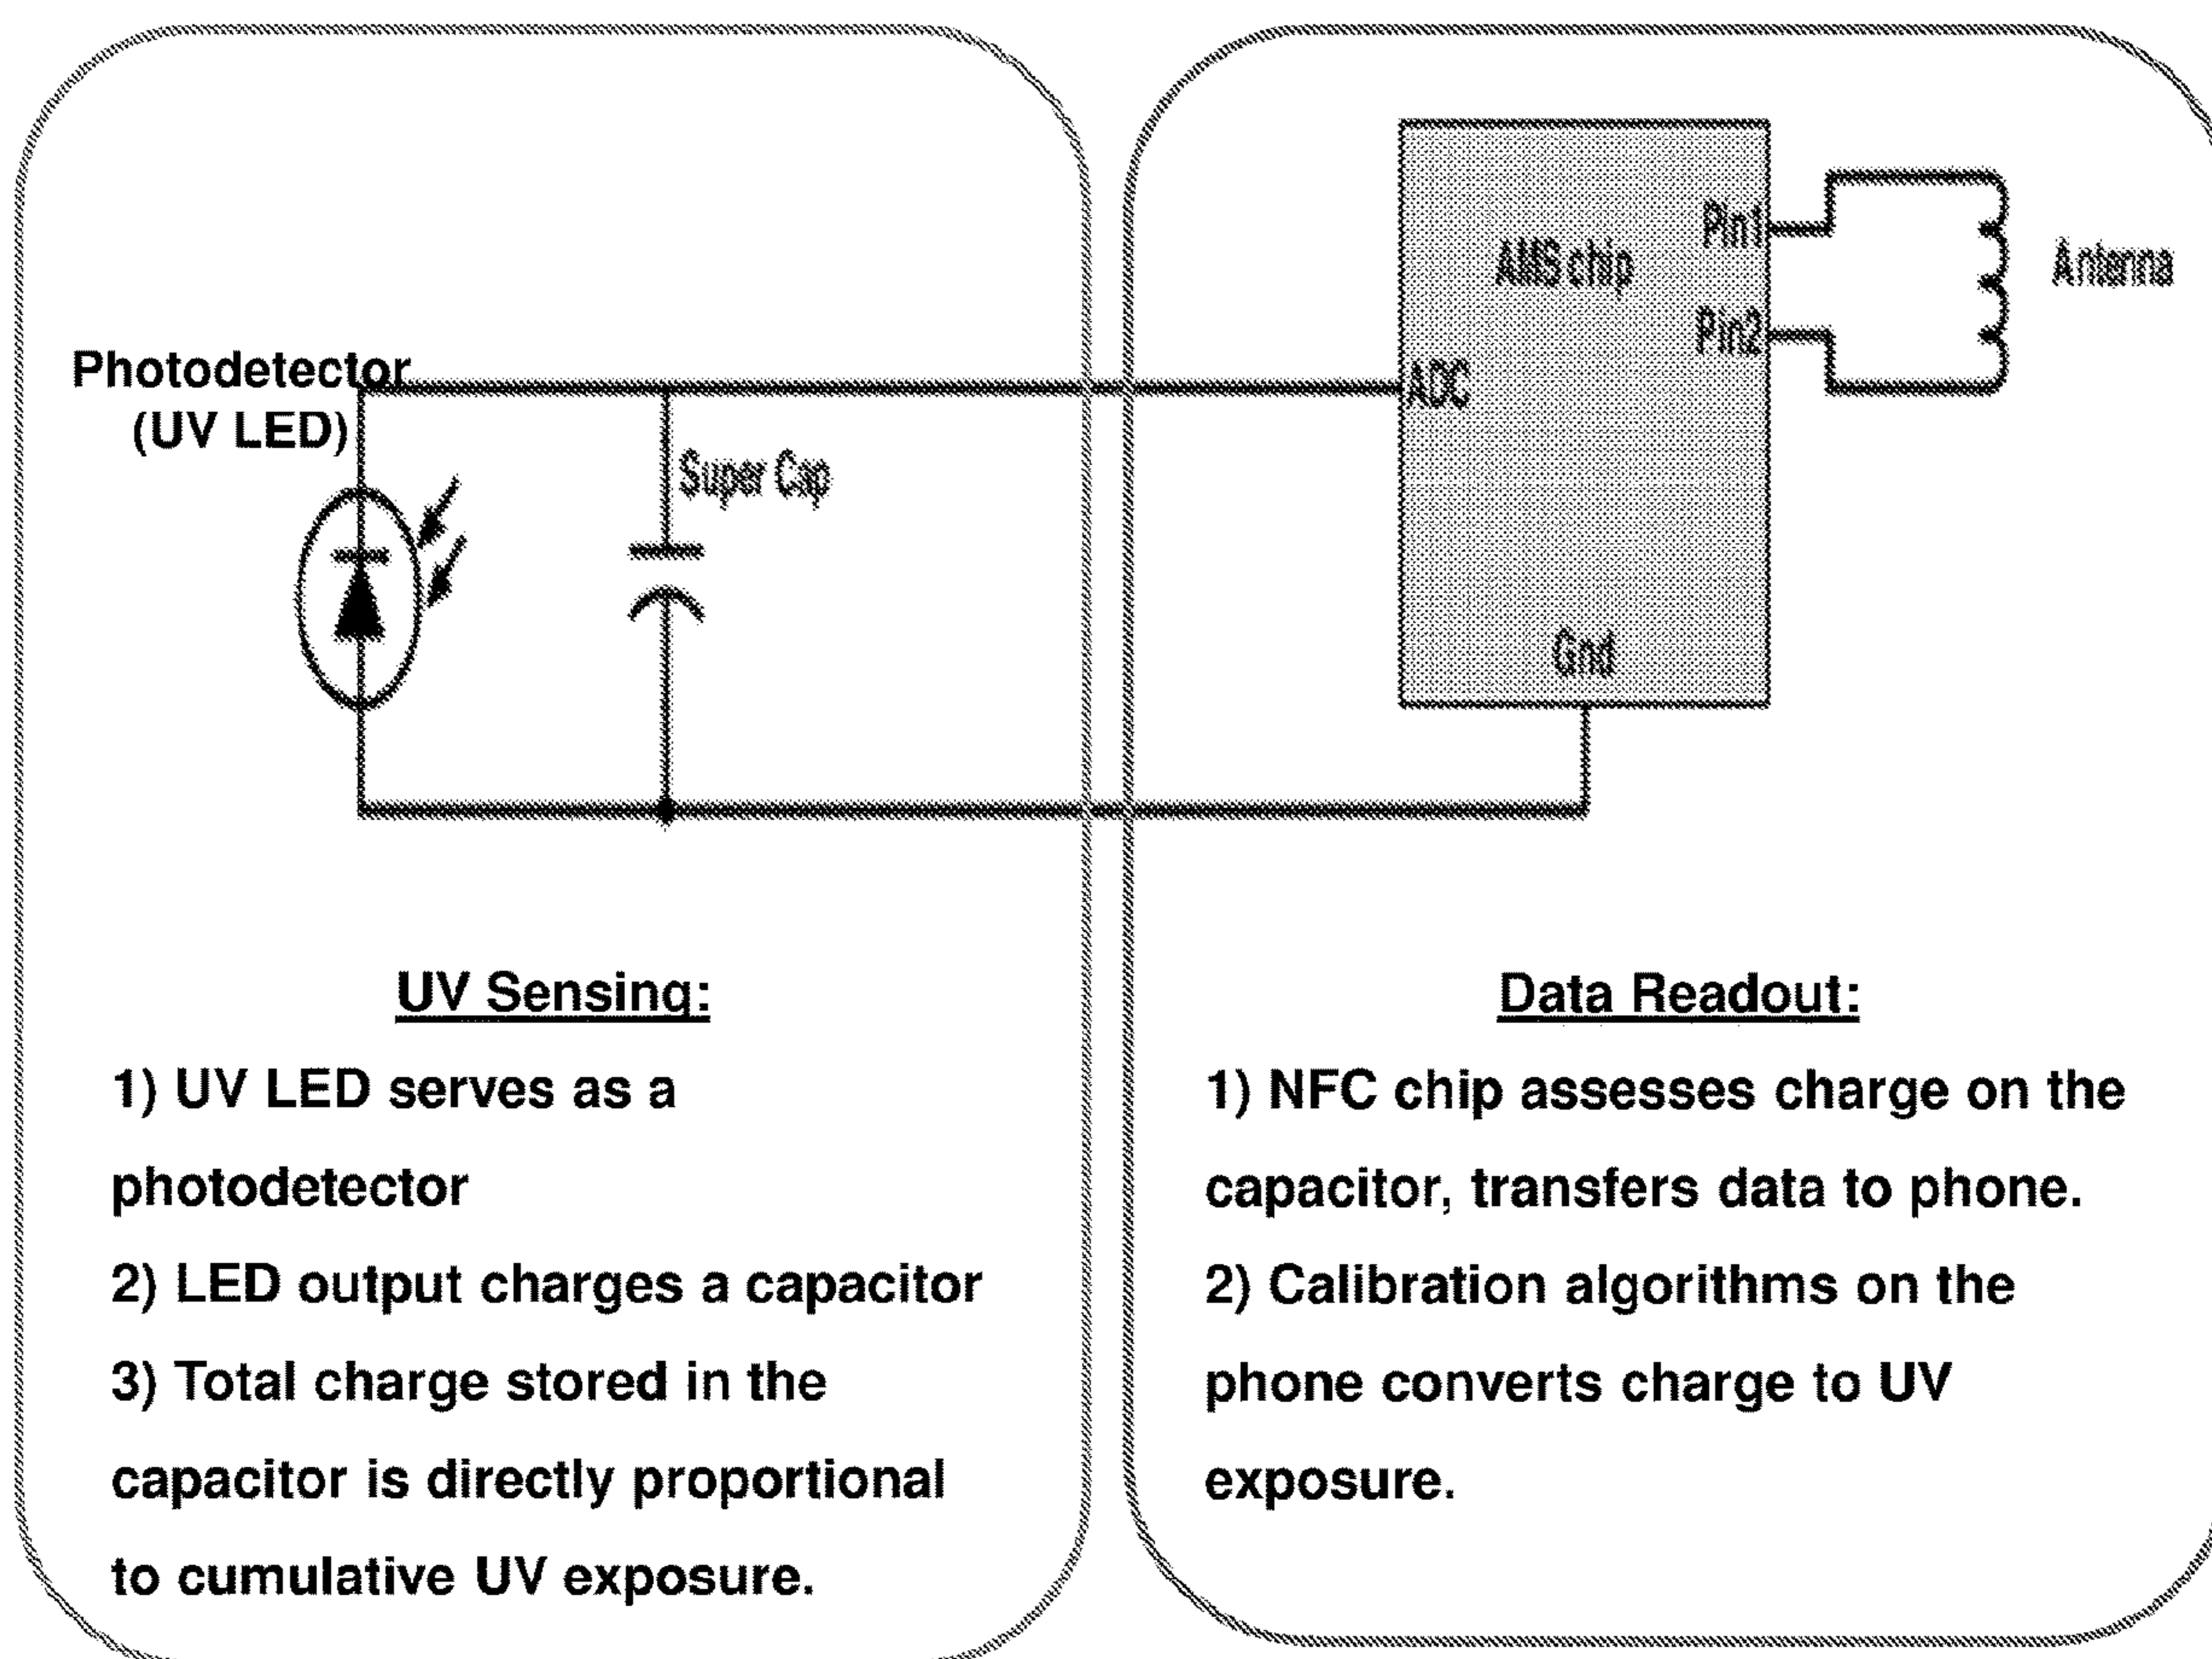 Photodetector
(UV LED)
Super Cap
AMS chip
Pin1
Pin2
ADC
Gnd
Antenna
UV Sensing:
1) UV LED serves as a
photodetector
2) LED output charges a capacitor
3) Total charge stored in the
capacitor is directly proportional
to cumulative UV exposure.
Data Readout:
1) NFC chip assesses charge on the
capacitor, transfers data to phone.
2) Calibration algorithms on the
phone converts charge to UV
exposure.